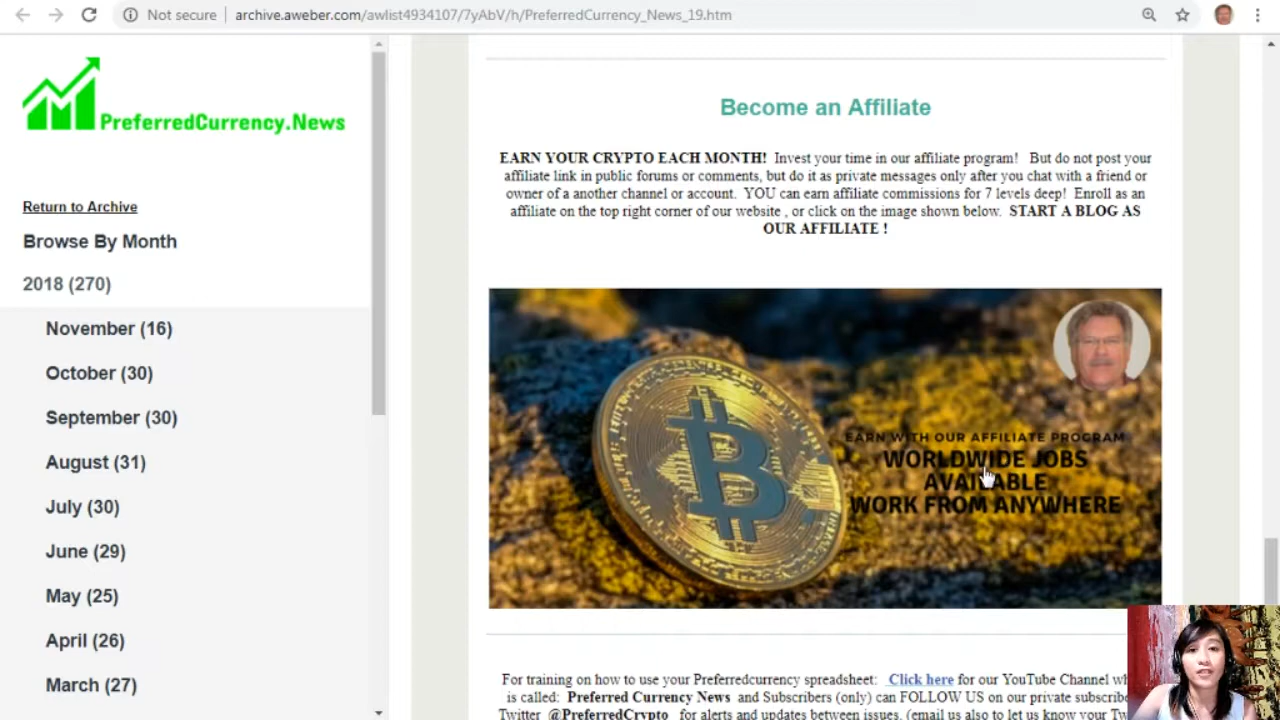 Not secure
archive.aweber.com/awlist4934107/7yAbV/h/PreferredCurrency_News_19.htm
PreferredCurrency.News
Return to Archive
Browse By Month
2018 (270)
November (16)
October (30)
September (30)
August (31)
July (30)
June (29)
May (25)
April (26)
March (27)
Become an Affiliate
EARN YOUR CRYPTO EACH MONTH! Invest your time in our affiliate program! But do not post your
affiliate link in public forums or comments, but do it as private messages only after you chat with a friend or
owner of a another channel or account. YOU can earn affiliate commissions for 7 levels deep! Enroll as an
affiliate on the top right corner of our website , or click on the image shown below. START A BLOG AS
OUR AFFILIATE !
EARN WITH OUR AFFILIATE PROGRAM
WORLDWIDE JOBS
AVAILABLE
WORK FROM ANYWHERE
For training on how to use your Preferredcurrency spreadsheet: Click here for our YouTube Channel
is called: Preferred Currency News and Subscribers (only) can FOLLOW US on our private
Twitter @PreferredCrypto for alerts and updates between issues. (email us also to let us know your